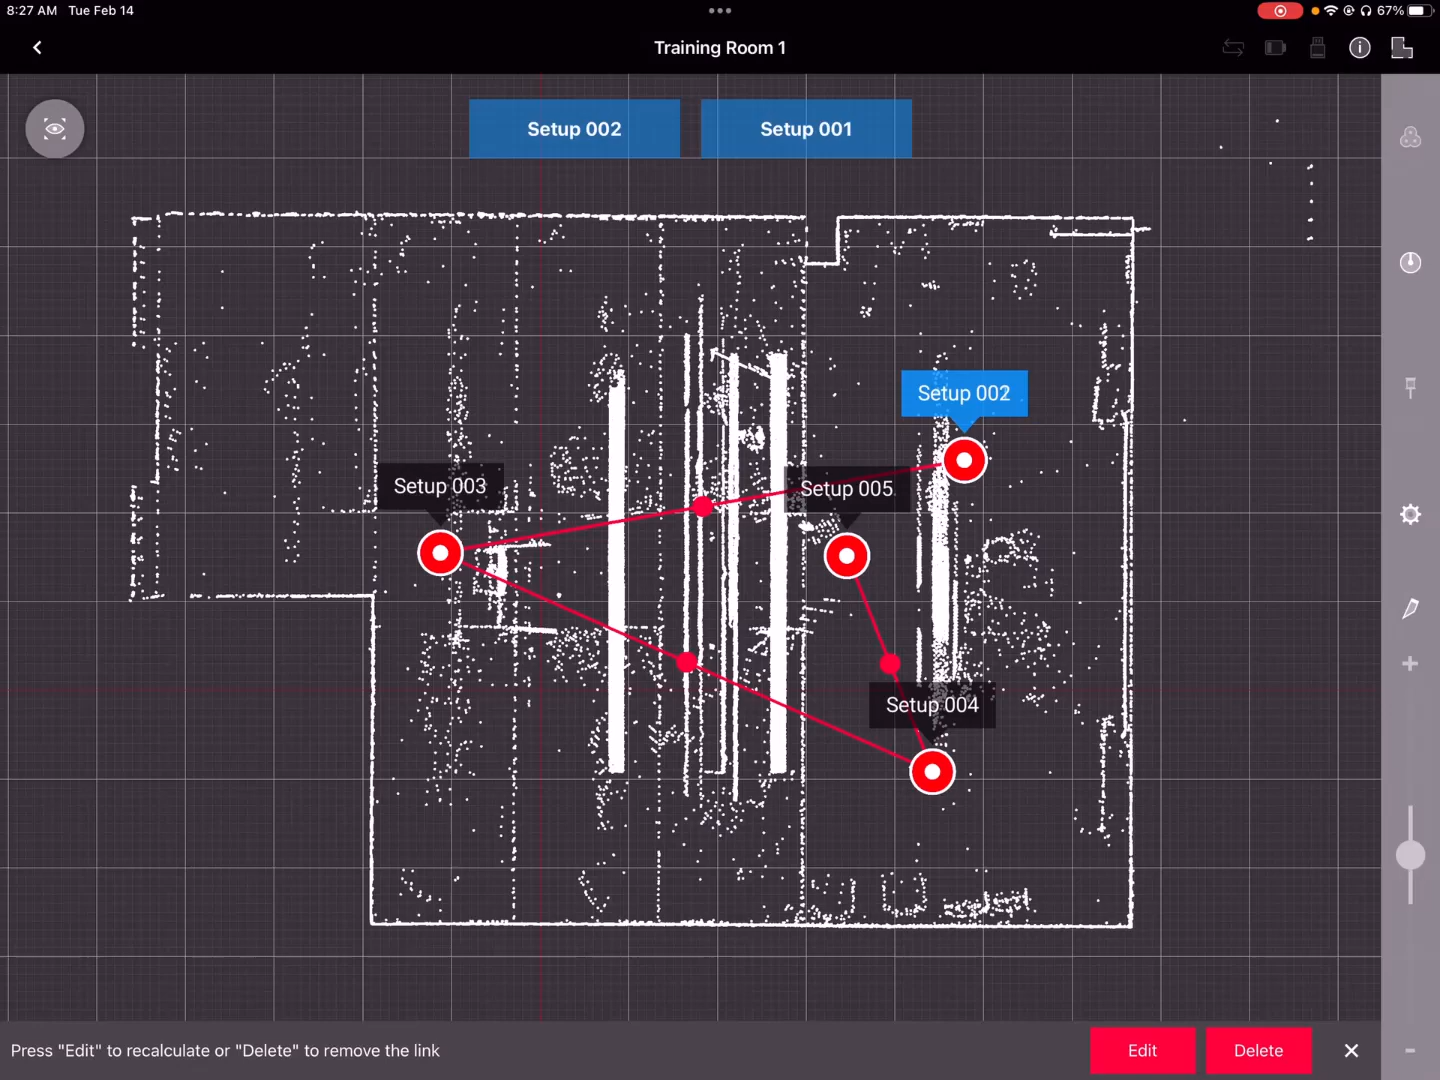 8:27 AM Tue Feb 14
67%
Training Room 1
Setup 002
Setup 001
Setup 002
Setup 003
Setup 005
Setup 004
Press "Edit" to recalculate or "Delete" to remove the link
Edit
Delete